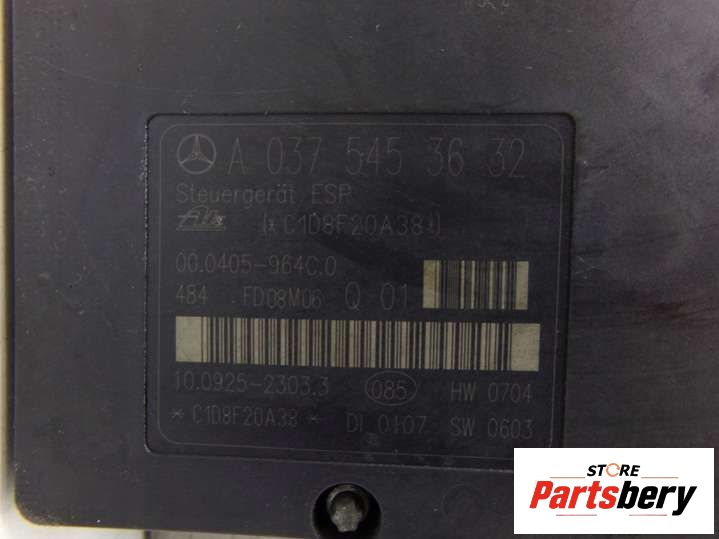 A 037 545 36 32
Steuergerät ESP
(*C1D8F20A38*)
00.0405-964C.0
484 FD08M06 Q 01
10.0925-2303.3 085 HW 0704
*C1D8F20A38* DI 0107 SW 0603
STORE
Partsbery